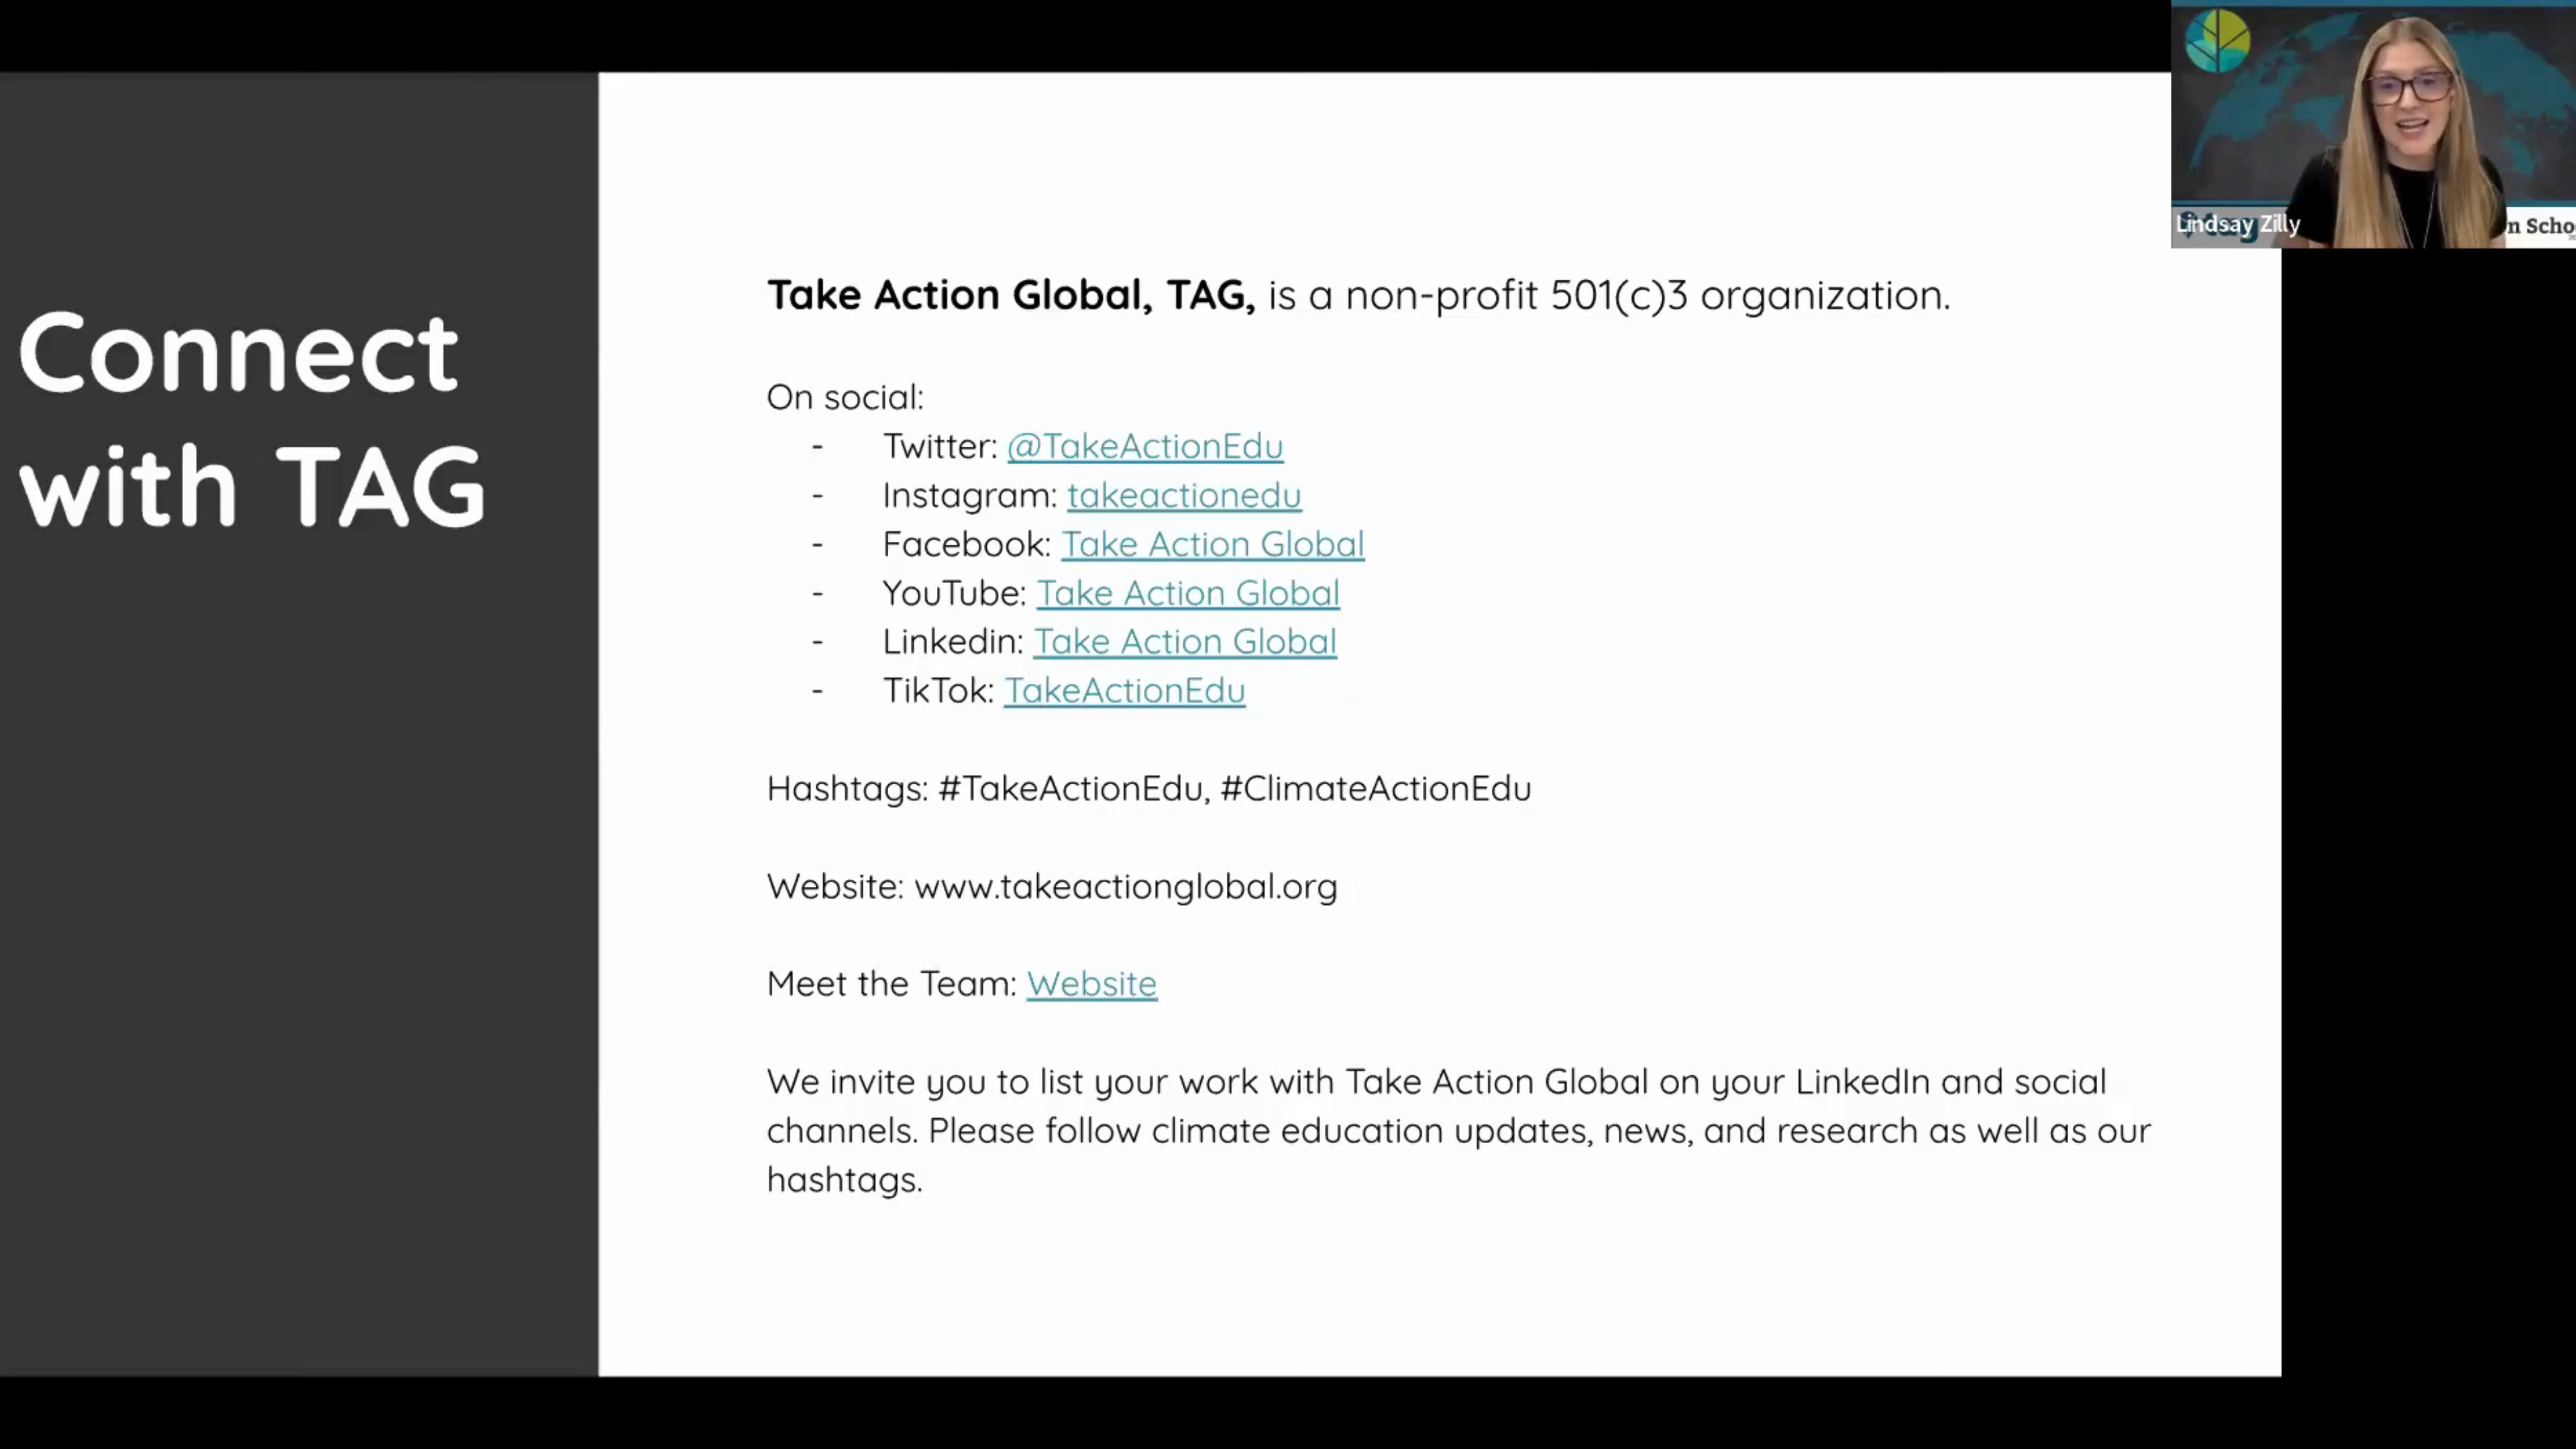 Connect
with TAG
Take Action Global, TAG, is a non-profit 501(c)3 organization.
On social:
- Twitter: @TakeActionEdu
- Instagram: takeactionedu
- Facebook: Take Action Global
- YouTube: Take Action Global
- Linkedin: Take Action Global
- TikTok: TakeActionEdu
Hashtags: #TakeActionEdu, #ClimateActionEdu
Website: www.takeactionglobal.org
Meet the Team: Website
We invite you to list your work with Take Action Global on your LinkedIn and social
channels. Please follow climate education updates, news, and research as well as our
hashtags.
Lindsay Zilly
n Scho